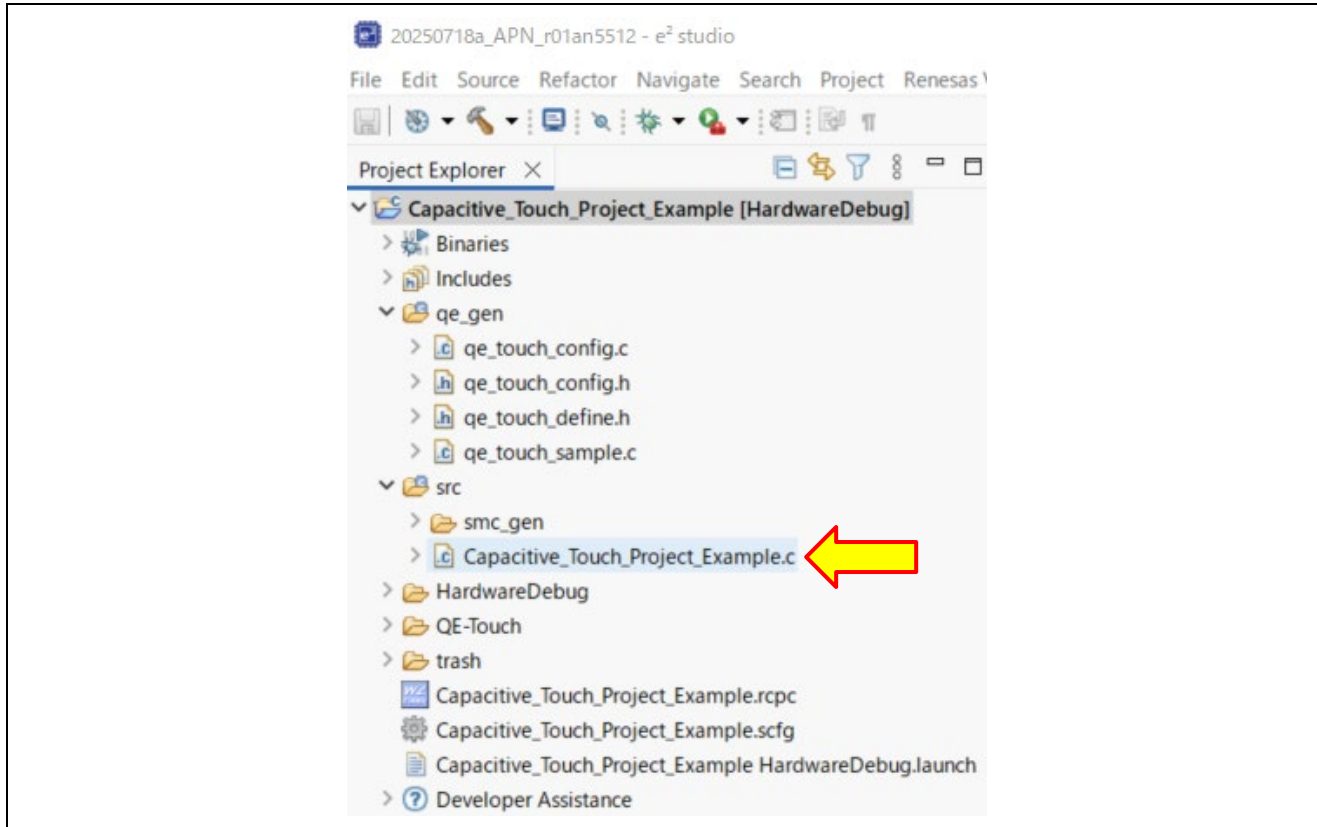 20250718a_APN_r01an5512 - e² studio
File Edit Source Refactor Navigate Search Project Renesas
Project Explorer
Capacitive_Touch_Project_Example [HardwareDebug]
Binaries
Includes
qe_gen
qe_touch_config.c
qe_touch_config.h
qe_touch_define.h
qe_touch_sample.c
src
smc_gen
Capacitive_Touch_Project_Example.c
HardwareDebug
QE-Touch
trash
Capacitive_Touch_Project_Example.rcpc
Capacitive_Touch_Project_Example.scfg
Capacitive_Touch_Project_Example HardwareDebug.launch
Developer Assistance